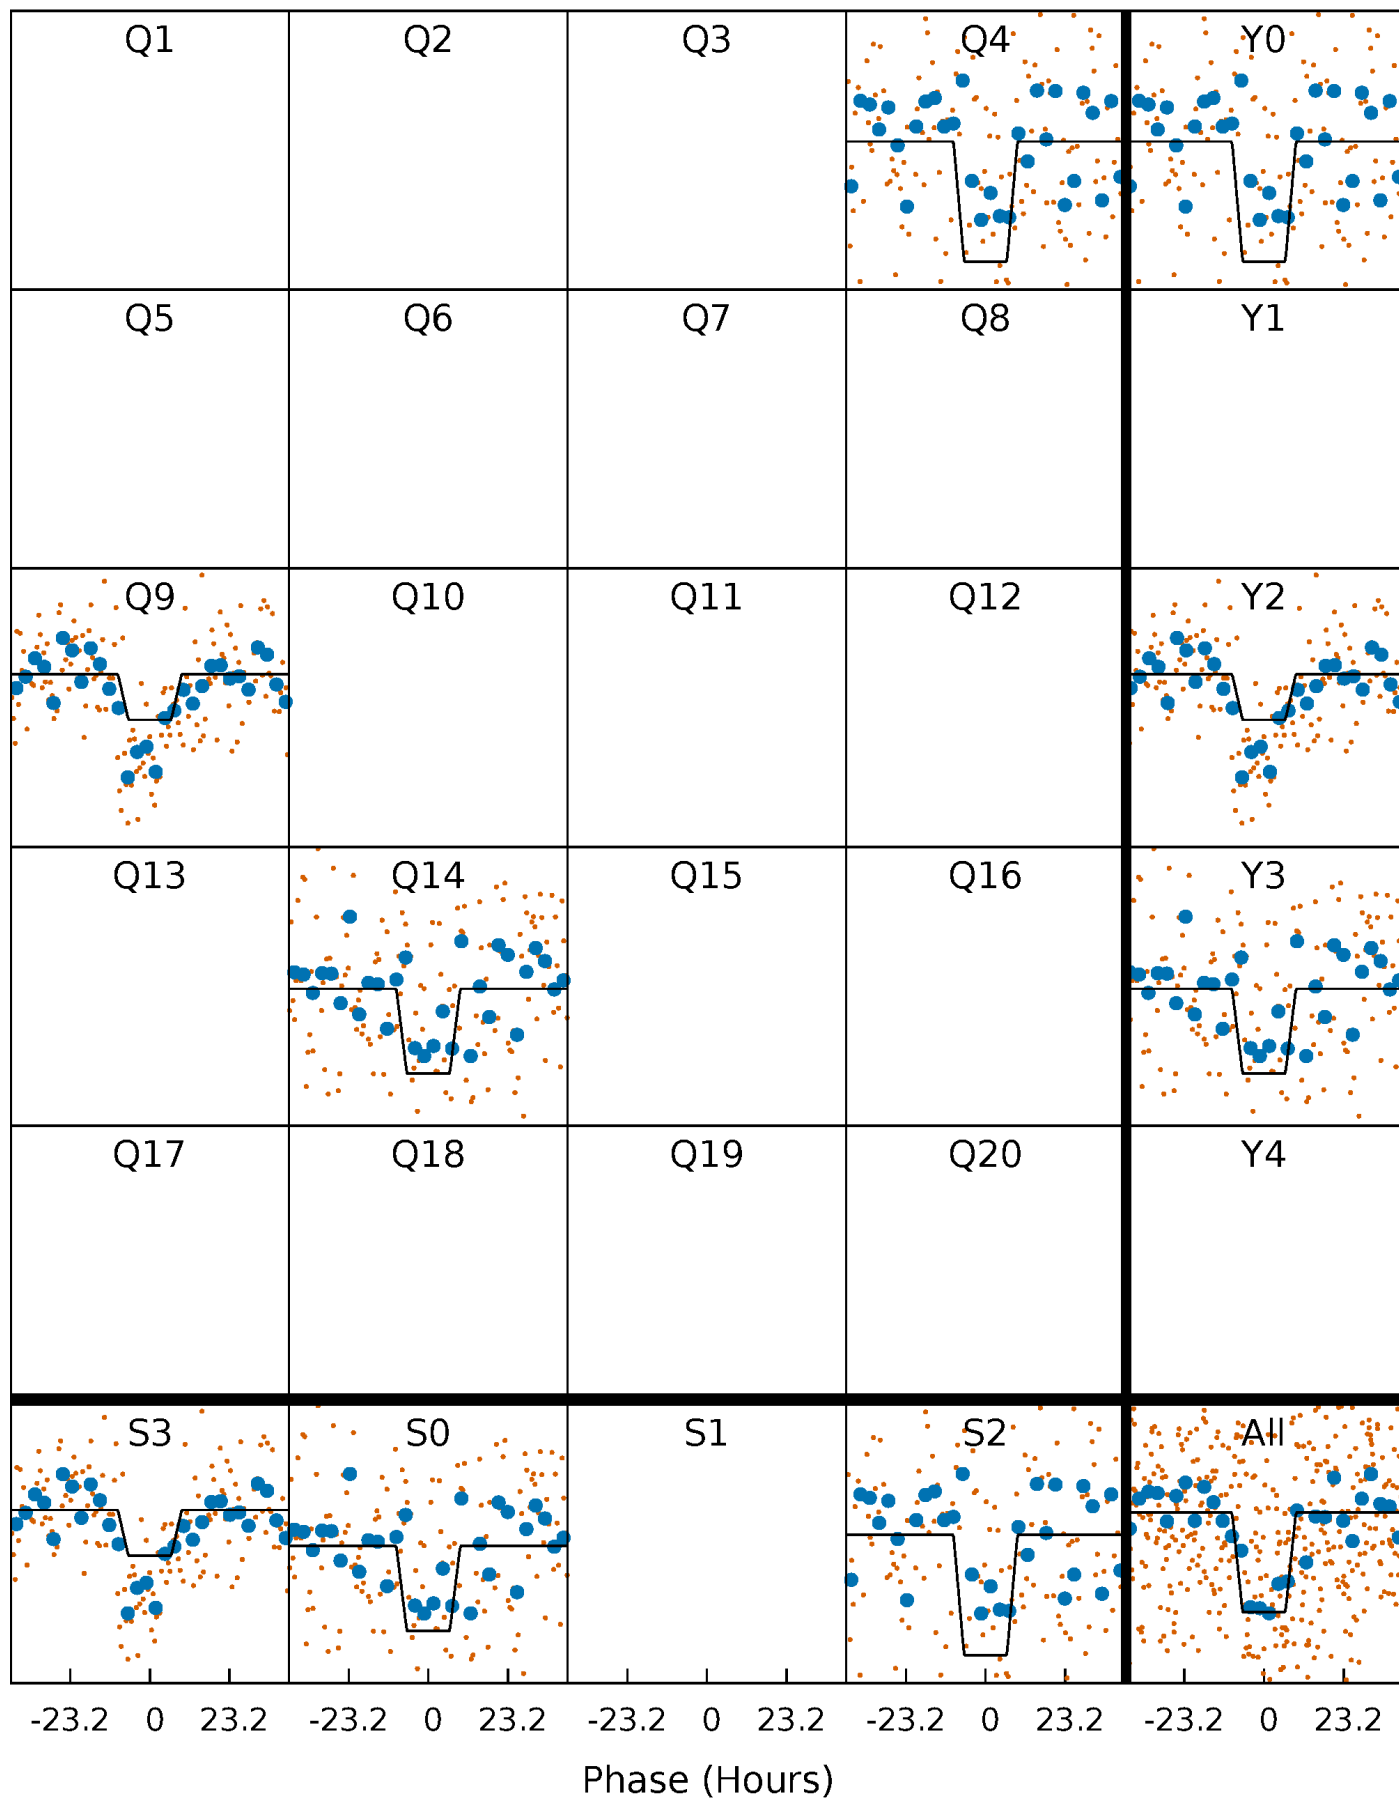 Q1 Q2 Q3 Q4 Y0
Q5 Q6 Q7 Q8 Y1
Q9 Q10 Q11 Q12 Y2
Q13 Q14 Q15 Q16 Y3
Q17 Q18 Q19 Q20 Y4
S3 S0 S1 S2 All
-23.2 0 23.2 -23.2 0 23.2 -23.2 0 23.2 -23.2 0 23.2 -23.2 0 23.2
Phase (Hours)